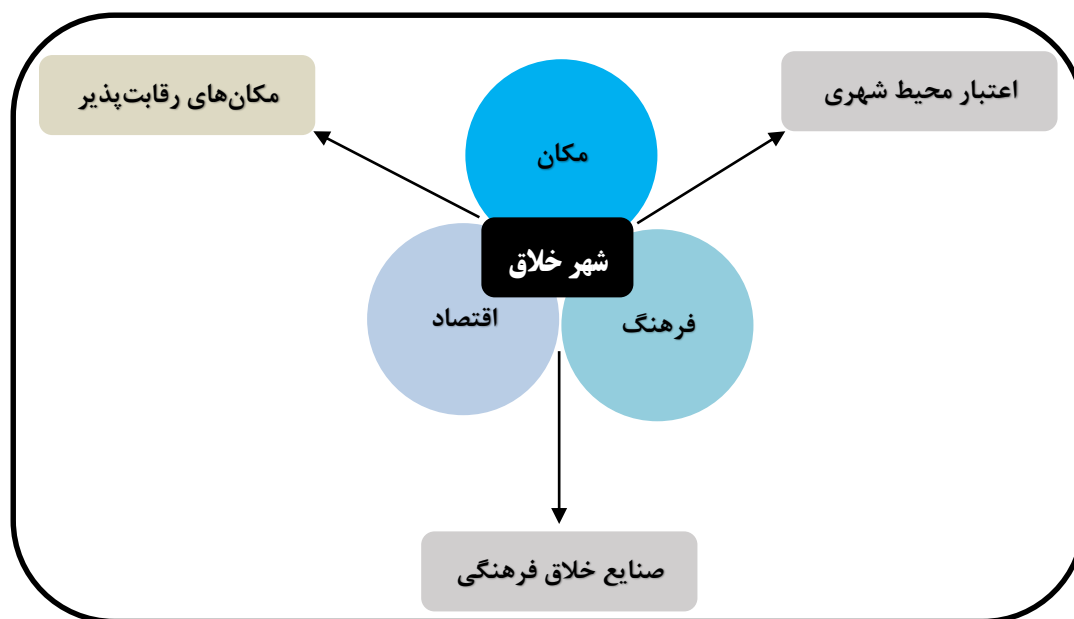 اعتبار محیط شهری
مکان‌های رقابت‌پذیر
مکان
شهر خلاق
فرهنگ
اقتصاد
صنایع خلاق فرهنگی